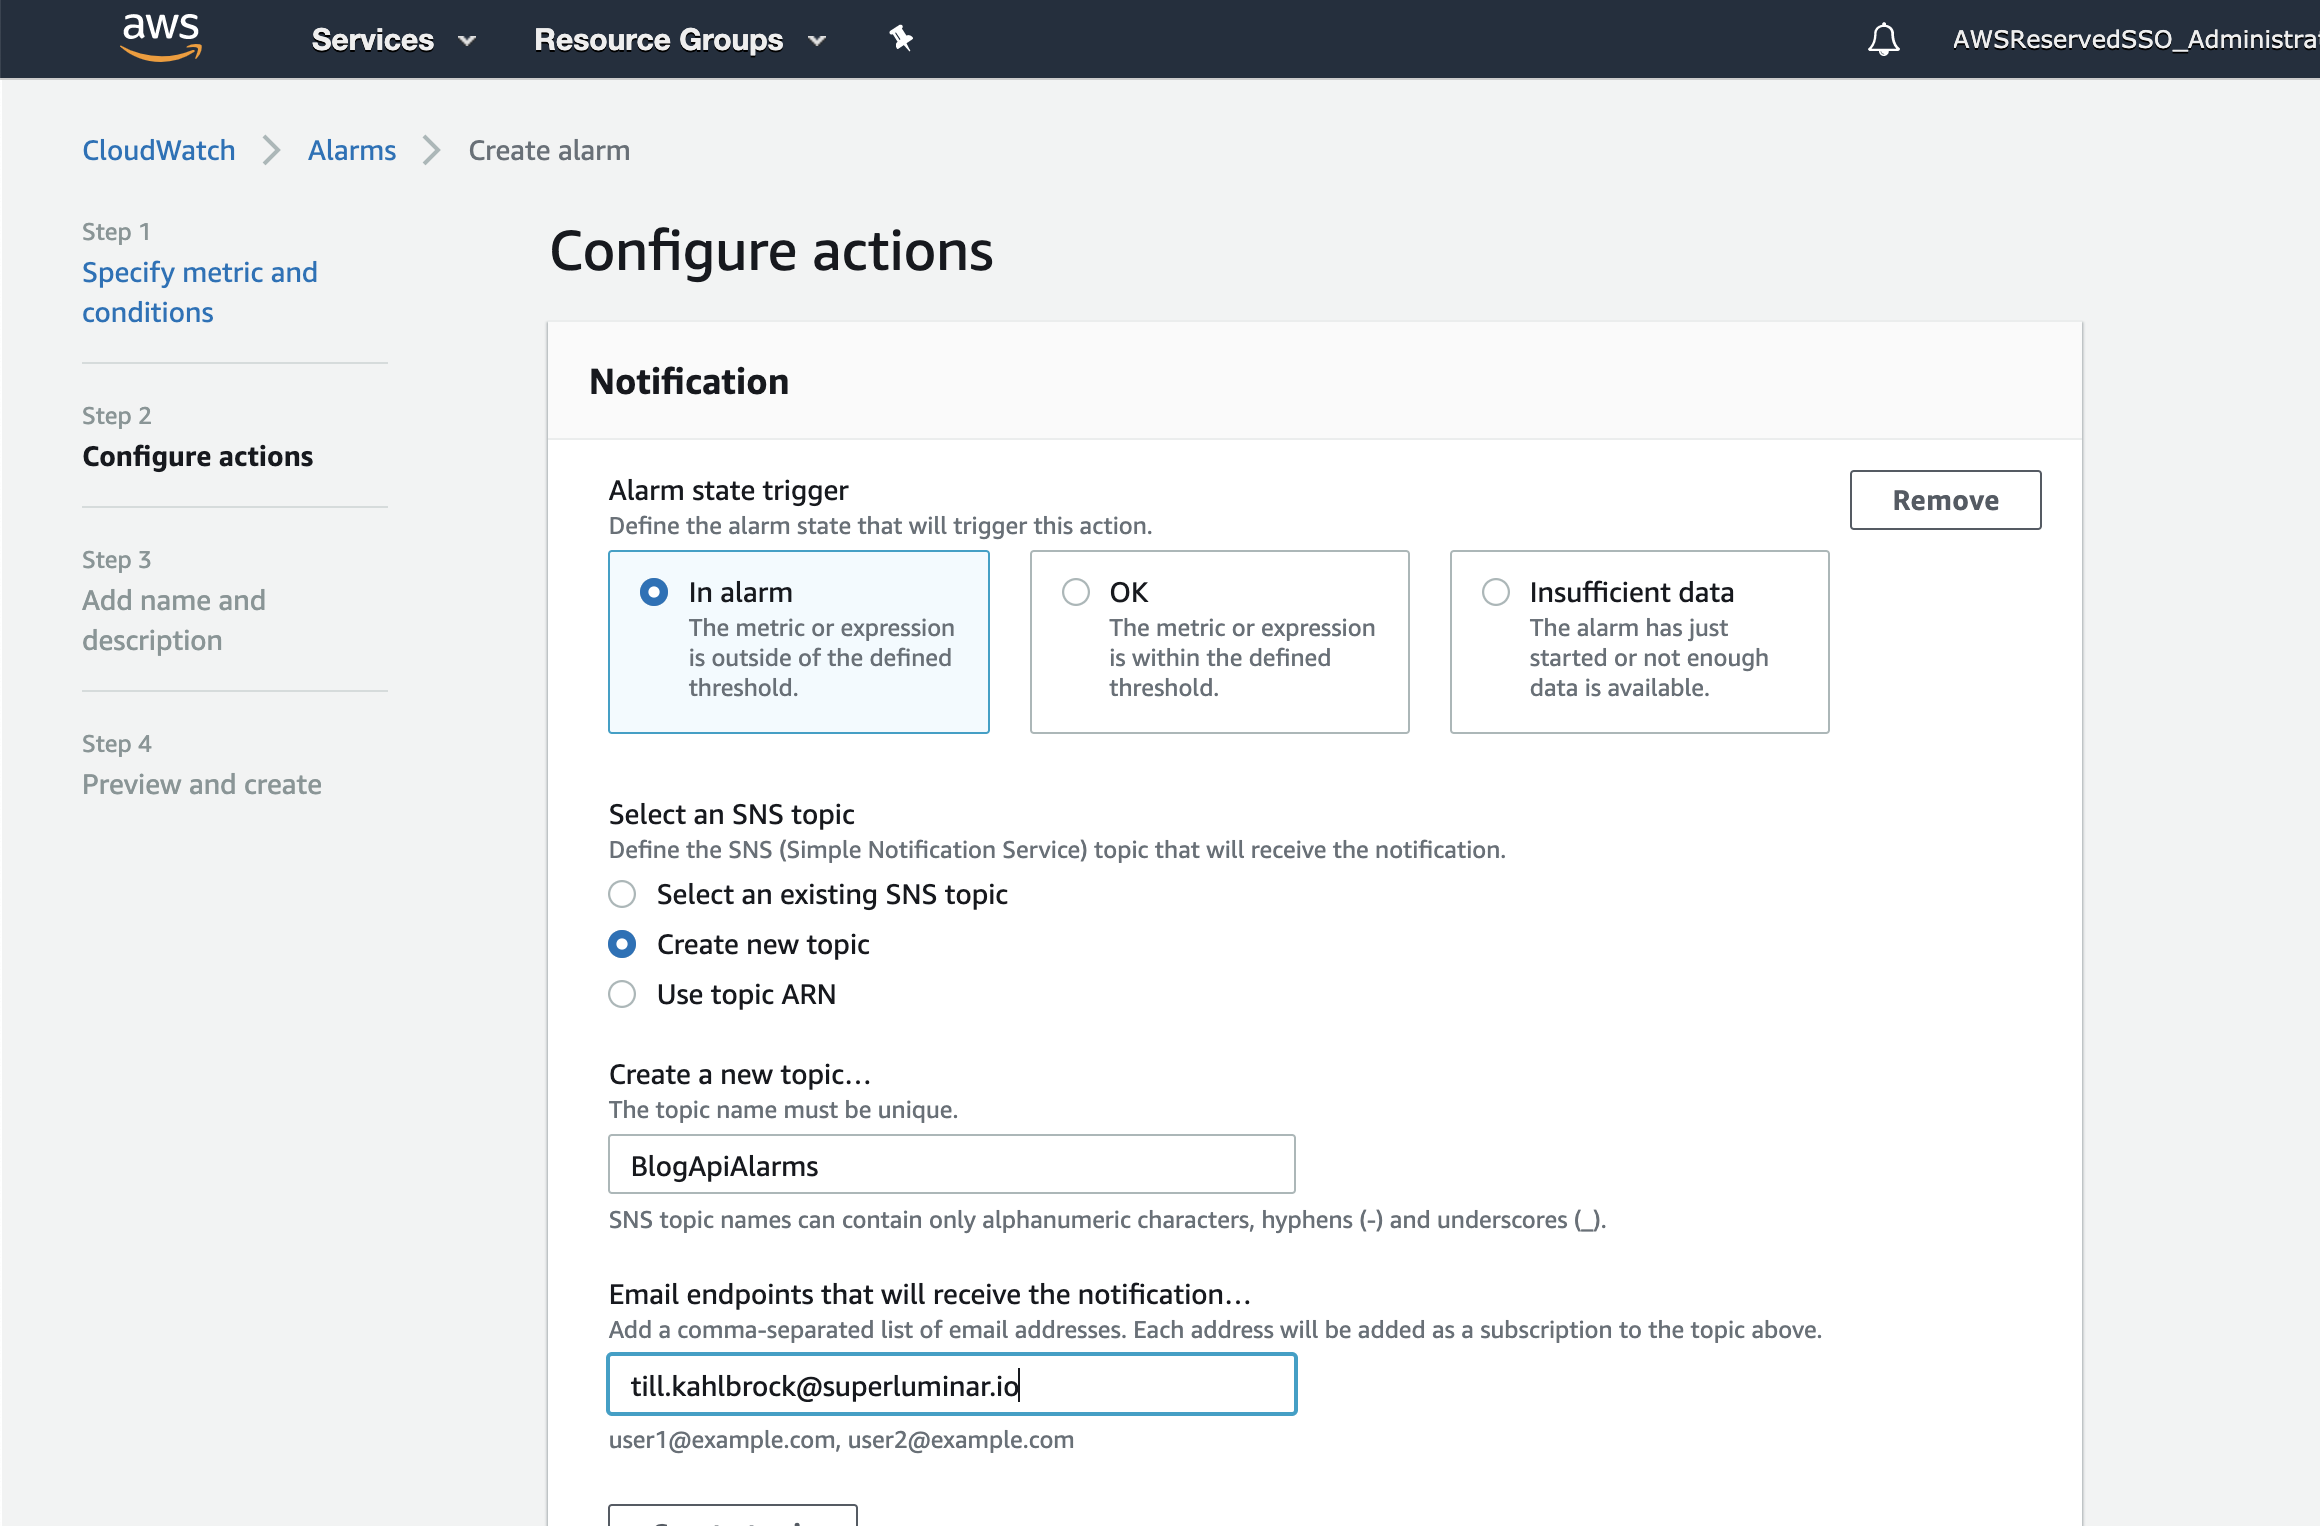 aws Services Resource Groups AWSReservedSSO_Administra
CloudWatch Alarms Create alarm
Step 1
Specify metric and
conditions
Step 2
Configure actions
Step 3
Add name and
description
Step 4
Preview and create
Configure actions
Notification
Alarm state trigger
Define the alarm state that will trigger this action.
Remove
In alarm
The metric or expression
is outside of the defined
threshold.
OK
The metric or expression
is within the defined
threshold.
Insufficient data
The alarm has just
started or not enough
data is available.
Select an SNS topic
Define the SNS (Simple Notification Service) topic that will receive the notification.
Select an existing SNS topic
Create new topic
Use topic ARN
Create a new topic…
The topic name must be unique.
BlogApiAlarms
SNS topic names can contain only alphanumeric characters, hyphens (-) and underscores (_).
Email endpoints that will receive the notification…
Add a comma-separated list of email addresses. Each address will be added as a subscription to the topic above.
till.kahlbrock@superluminar.io
user1@example.com, user2@example.com